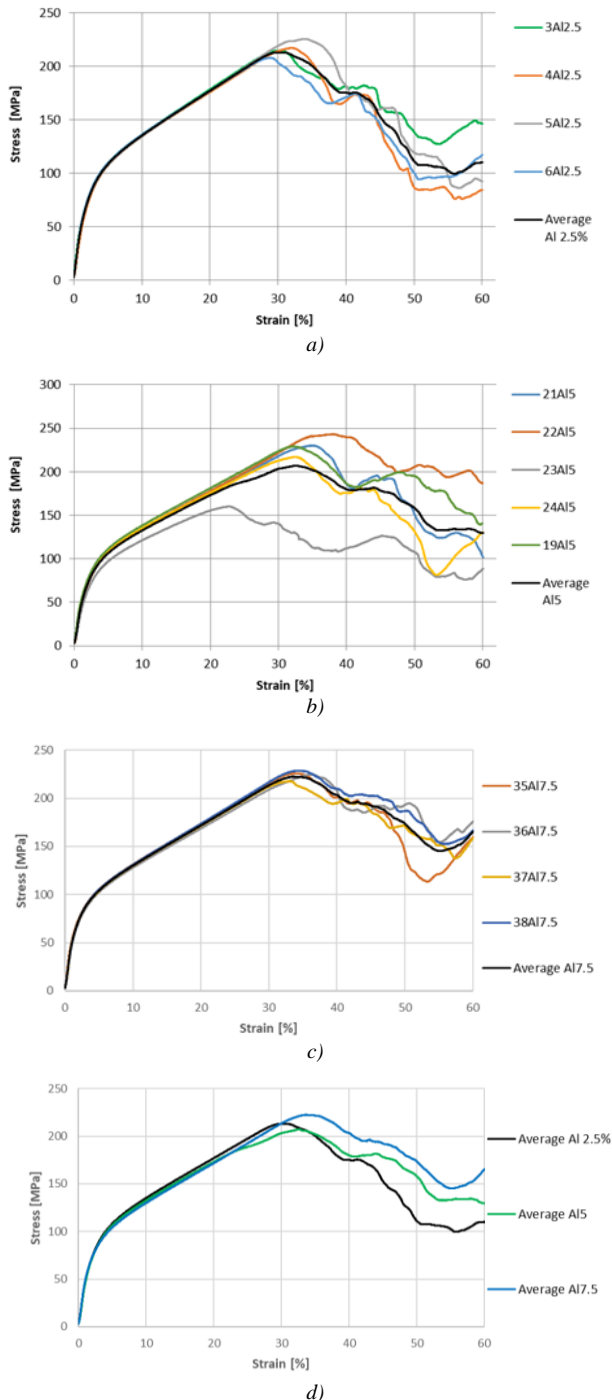 250
200
150
100
50
0
Stress [MPa]
0 10 20 30 40 50 60
Strain [%]
3Al2.5
4Al2.5
5Al2.5
6Al2.5
Average
Al 2.5%
a)
300
250
200
150
100
50
0
Stress [MPa]
0 10 20 30 40 50 60
Strain [%]
21Al5
22Al5
23Al5
24Al5
19Al5
Average
Al5
b)
250
200
150
100
50
0
Stress [MPa]
0 10 20 30 40 50 60
Strain [%]
35Al7.5
36Al7.5
37Al7.5
38Al7.5
Average Al7.5
c)
250
200
150
100
50
0
Stress [MPa]
0 10 20 30 40 50 60
Strain [%]
Average Al 2.5%
Average Al5
Average Al7.5
d)